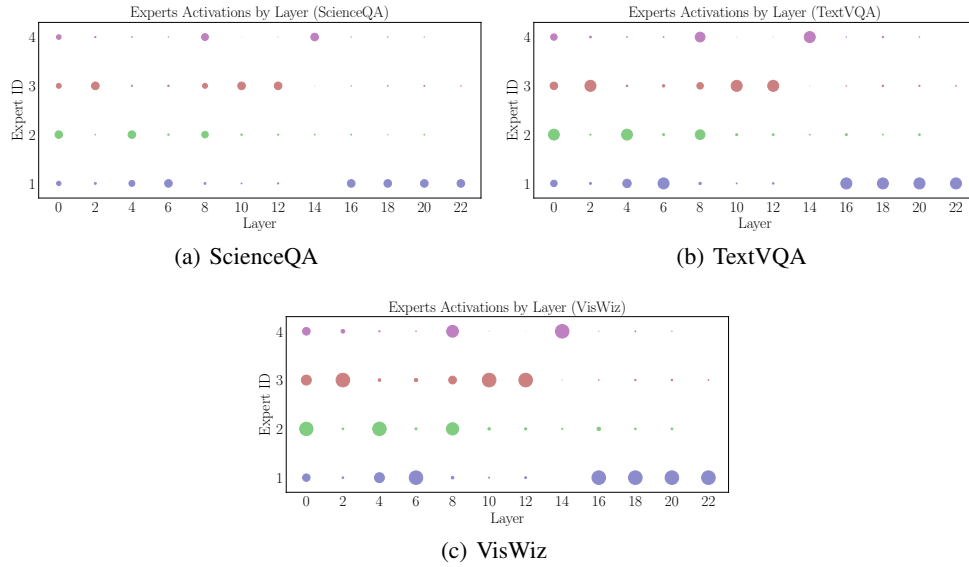 Experts Activations by Layer (ScienceQA)
Expert ID
4
3
2
1
0 2 4 6 8 10 12 14 16 18 20 22
Layer
(a) ScienceQA
Experts Activations by Layer (TextVQA)
Expert ID
4
3
2
1
0 2 4 6 8 10 12 14 16 18 20 22
Layer
(b) TextVQA
Experts Activations by Layer (VisWiz)
Expert ID
4
3
2
1
0 2 4 6 8 10 12 14 16 18 20 22
Layer
(c) VisWiz